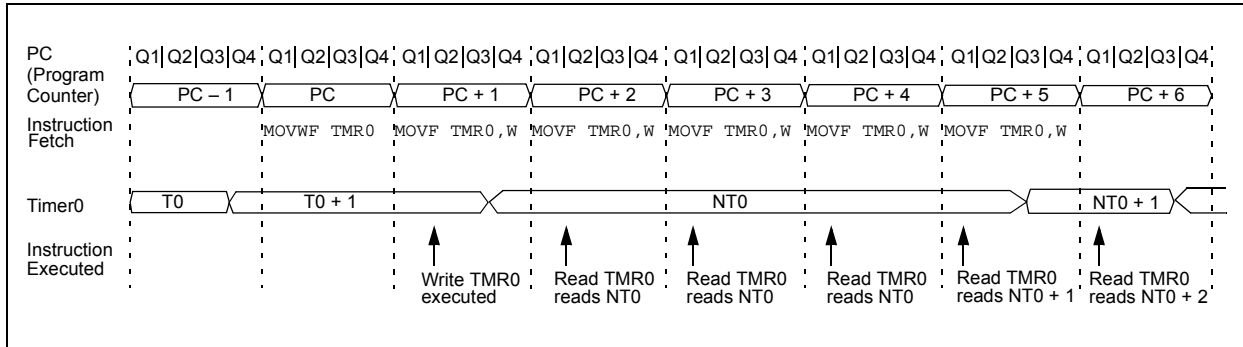 PC Q1 Q2 Q3 Q4 Q1 Q2 Q3 Q4 Q1 Q2 Q3 Q4 Q1 Q2 Q3 Q4 Q1 Q2 Q3 Q4 Q1 Q2 Q3 Q4 Q1 Q2 Q3 Q4 Q1 Q2 Q3 Q4
(Program
Counter) PC – 1 PC PC + 1 PC + 2 PC + 3 PC + 4 PC + 5 PC + 6
Instruction
Fetch MOVWF TMR0 MOVF TMR0,W MOVF TMR0,W MOVF TMR0,W MOVF TMR0,W MOVF TMR0,W
Timer0 T0 T0 + 1 NT0 NT0 + 1
Instruction
Executed
Write TMR0 Read TMR0 Read TMR0 Read TMR0 Read TMR0 Read TMR0
executed reads NT0 reads NT0 reads NT0 reads NT0 + 1 reads NT0 + 2